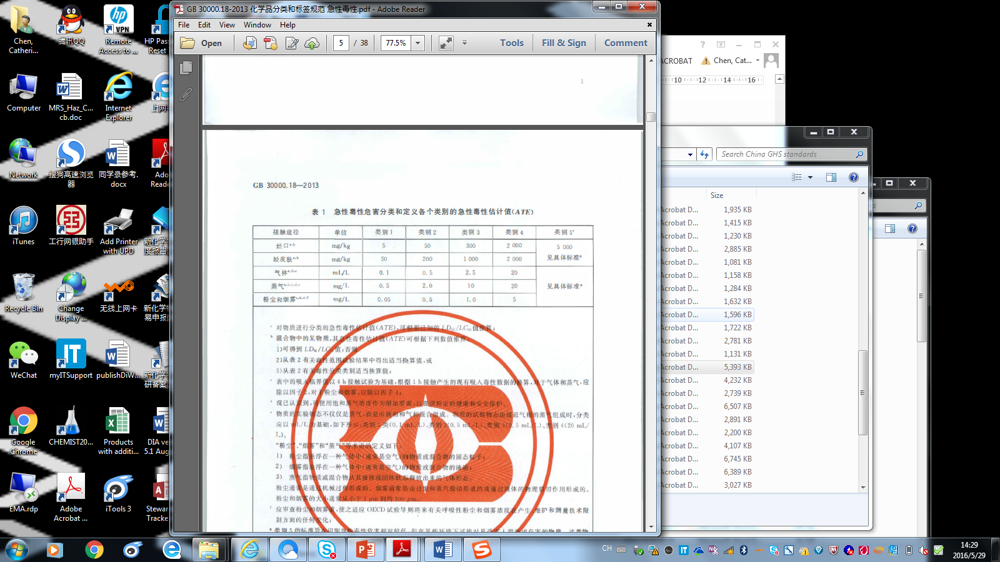 GB 30000.18-2013 化学品分类和标签规范 急性毒性.pdf - Adobe Reader
File Edit View Window Help
Open 5 / 38 77.5% Tools Fill & Sign Comment
1
GB 30000.18—2013
表 1 急性毒性危害分类和定义各个类别的急性毒性估计值(ATE)
接触途径 单位 类别 1 类别 2 类别 3 类别 4 类别 5
经口 mg/kg 5 50 300 2 000 5 000
经皮肤 mg/kg 50 200 1 000 2 000 见具体标准
气体 mL/L 0.1 0.5 2.5 20
蒸气 mg/L 0.5 2.0 10 20 见具体标准
粉尘和烟雾 mg/L 0.05 0.5 1.0 5
对物质进行分类的急性毒性估计值(ATE),可根据已知的 LD50/LC50值推算;
混合物中的某物质,其急性毒性估计值(ATE)可根据下列数值推算:
1)可得到 LD50/LC50值;否则
2)从表 2 有关毒性范围试验结果中得出适当换算值,或
3)从表 2 有关毒性分类类别适当换算值;
表中的吸入临界值以 4 h 接触试验为基础,根据 1 h 接触产生的现有吸入毒性数据的换算,对于气体和蒸气,应
除以因子 2,对于粉尘和烟雾,应除以因子 4;
现已认识到,可使用饱和蒸气浓度作为附加要素,以提供特定的健康和安全保护。
物质的试验物态不仅仅是蒸气,而是由液相和气相混合组成。物质的试验物态由接近气相的蒸气组成时,分类
应以 mL/L 为基础,如下所示:类别 1 类(0.1 mL/L)、类别 2(0.5 mL/L)、类别 3(2.5 mL/L)、类别 4(20 mL/
L)。
“粉尘”、“烟雾”和“蒸气”等术语的定义如下:
1) 粉尘指悬浮在一种气体中(通常是空气)的物质或混合物的固态粒子;
2) 烟雾指悬浮在一种气体中(通常是空气)的物质或混合物的液滴;
3) 蒸气指物质或混合物从其液体或固体状态释放出来的气体形态。
粉尘通常是通过机械过程形成的。烟雾通常是由过饱和蒸汽凝动形成的或通过液体的物理剪切作用形成的。
粉尘和烟雾的大小通常从小于 1 μm 到约 100 μm。
应审查粉尘和烟雾值,使之适应 OECD 试验导则将来有关呼吸性粉尘和烟雾浓度在产生、维护和测量技术限
制方面的任何变化;
Chen, Catheri...
腾讯QQ
Remote Access to ...
HP Pas
Reset
Computer
MRS_Haz_C... cb.doc
Internet Explorer
Network
搜狗高速浏览器
同学录参考.docx
Ado
Reade
iTunes
工行网银助手
Add Printer with UPD
新化学
度报告
Recycle Bin
Change Display ...
无线上网卡
新化学
易申报
WeChat
myITSupport
publishDiW...
新化学
研备案
Google Chrome
CHEMIST20...
Products with additi...
DIA ve
5.1 Aug
EMA.rdp
Adobe Acrobat ...
iTools 3
Stewar
Tracke
hp
VPN
IT
ACROBAT Chen, Cat...
10 12 14 16
Search China GHS standards
Size
Acrobat D... 1,935 KB
Acrobat D... 1,415 KB
Acrobat D... 1,230 KB
Acrobat D... 2,885 KB
Acrobat D... 1,081 KB
Acrobat D... 1,158 KB
Acrobat D... 1,284 KB
Acrobat D... 1,632 KB
Acrobat D... 1,596 KB
Acrobat D... 1,722 KB
Acrobat D... 2,781 KB
Acrobat D... 1,131 KB
Acrobat D... 5,393 KB
Acrobat D... 4,232 KB
Acrobat D... 2,739 KB
Acrobat D... 6,507 KB
Acrobat D... 2,891 KB
Acrobat D... 2,200 KB
Acrobat D... 4,107 KB
Acrobat D... 6,745 KB
Acrobat D... 6,389 KB
Acrobat D... 3,027 KB
CH
14:29
2016/5/29